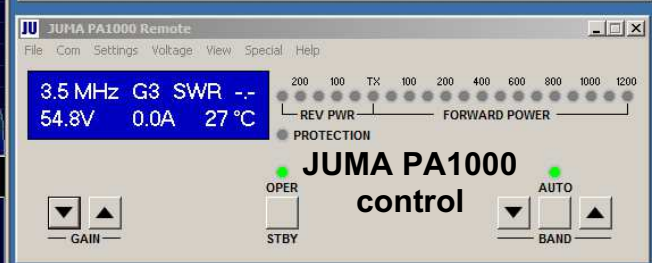 JU JUMA PA1000 Remote
File Com Settings Voltage View Special Help
3.5 MHz G3 SWR -.-
54.8V 0.0A 27 °C
200 100 TX 100 200 400 600 800 1000 1200
REV PWR FORWARD POWER
PROTECTION
JUMA PA1000
control
OPER AUTO
GAIN STBY BAND